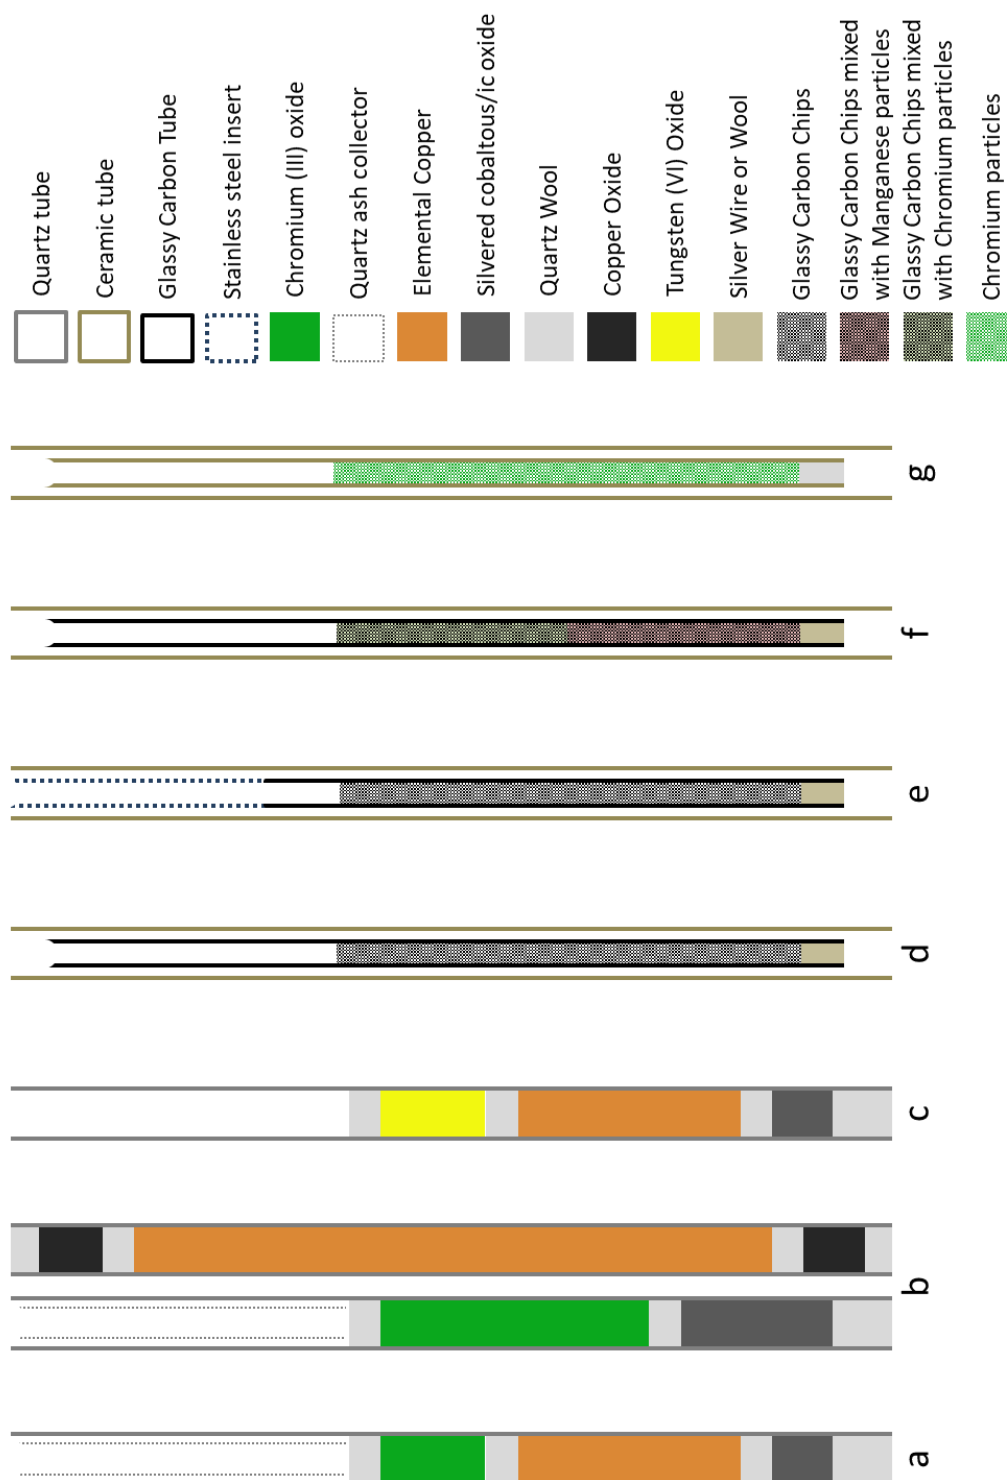 Quartz tube
Ceramic tube
Glassy Carbon Tube
Stainless steel insert
Chromium (III) oxide
Quartz ash collector
Elemental Copper
Silvered cobaltous/ic oxide
Quartz Wool
Copper Oxide
Tungsten (VI) Oxide
Silver Wire or Wool
Glassy Carbon Chips
Glassy Carbon Chips mixed
with Manganese particles
Glassy Carbon Chips mixed
with Chromium particles
Chromium particles
a
b
c
d
e
f
g